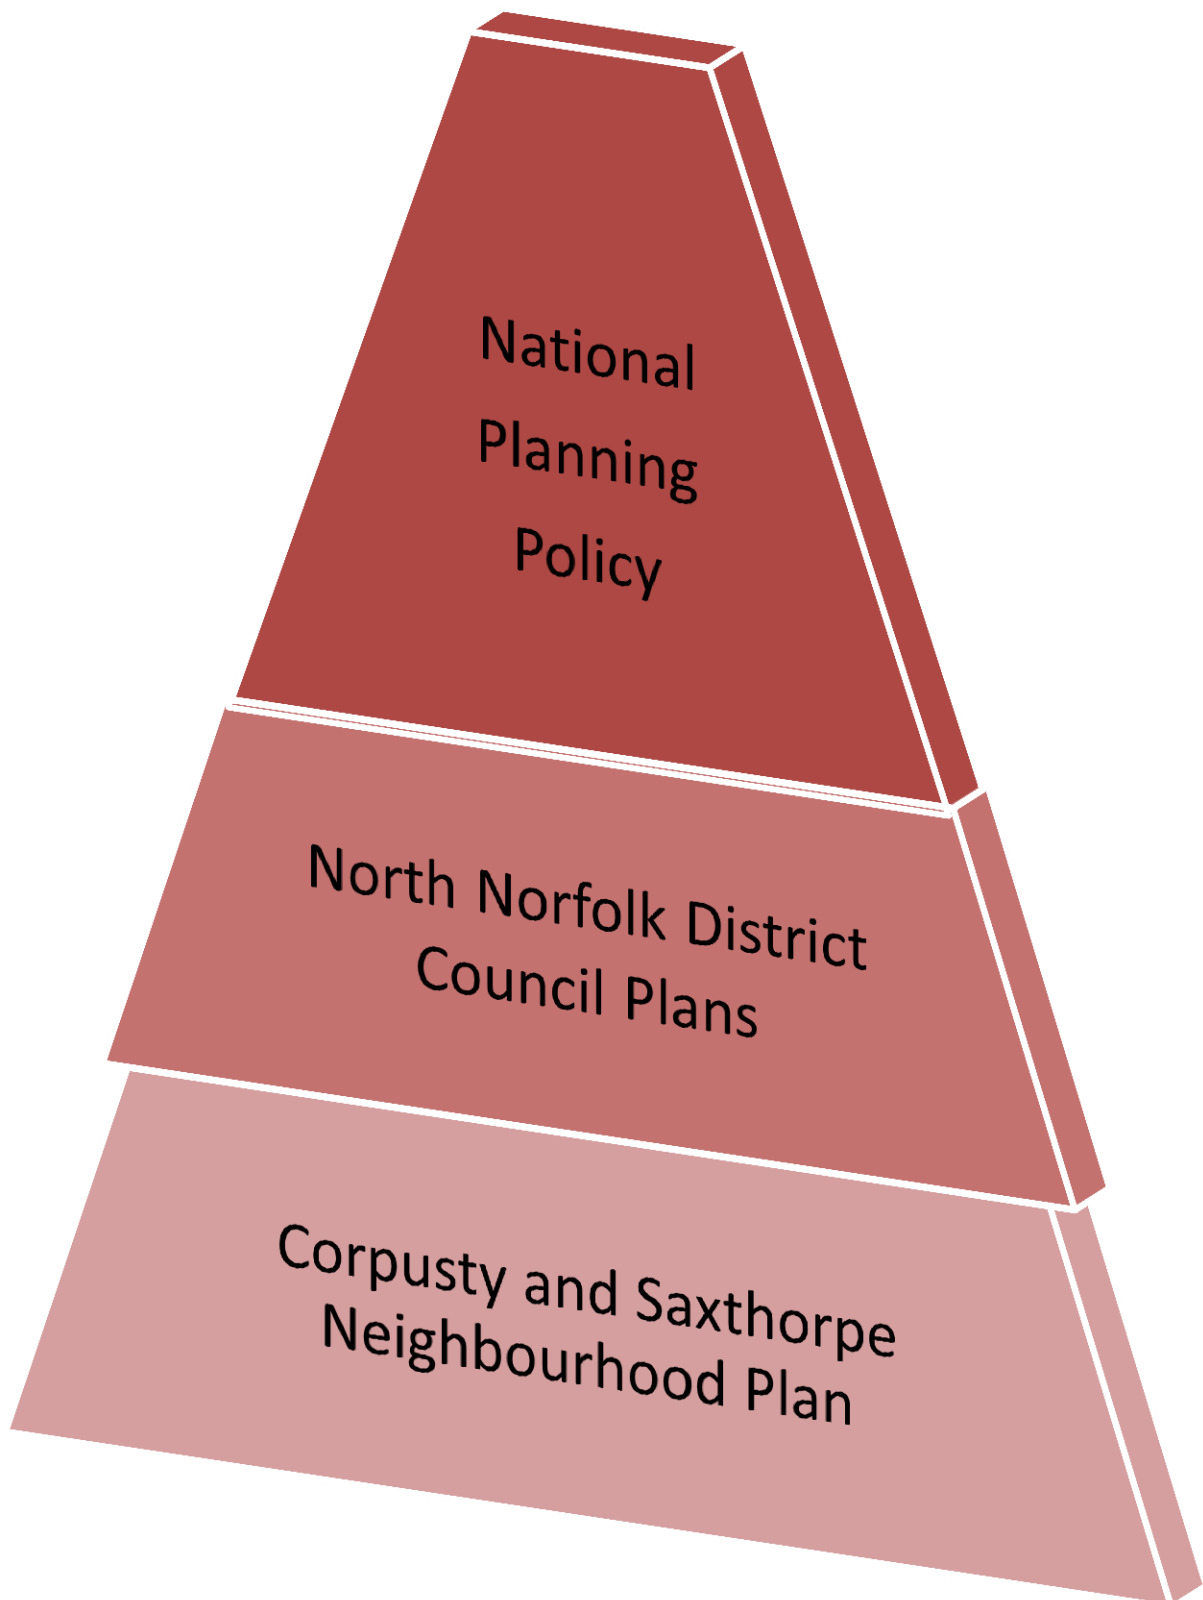 National
Planning
Policy
North Norfolk District
Council Plans
Corpusty and Saxthorpe
Neighbourhood Plan